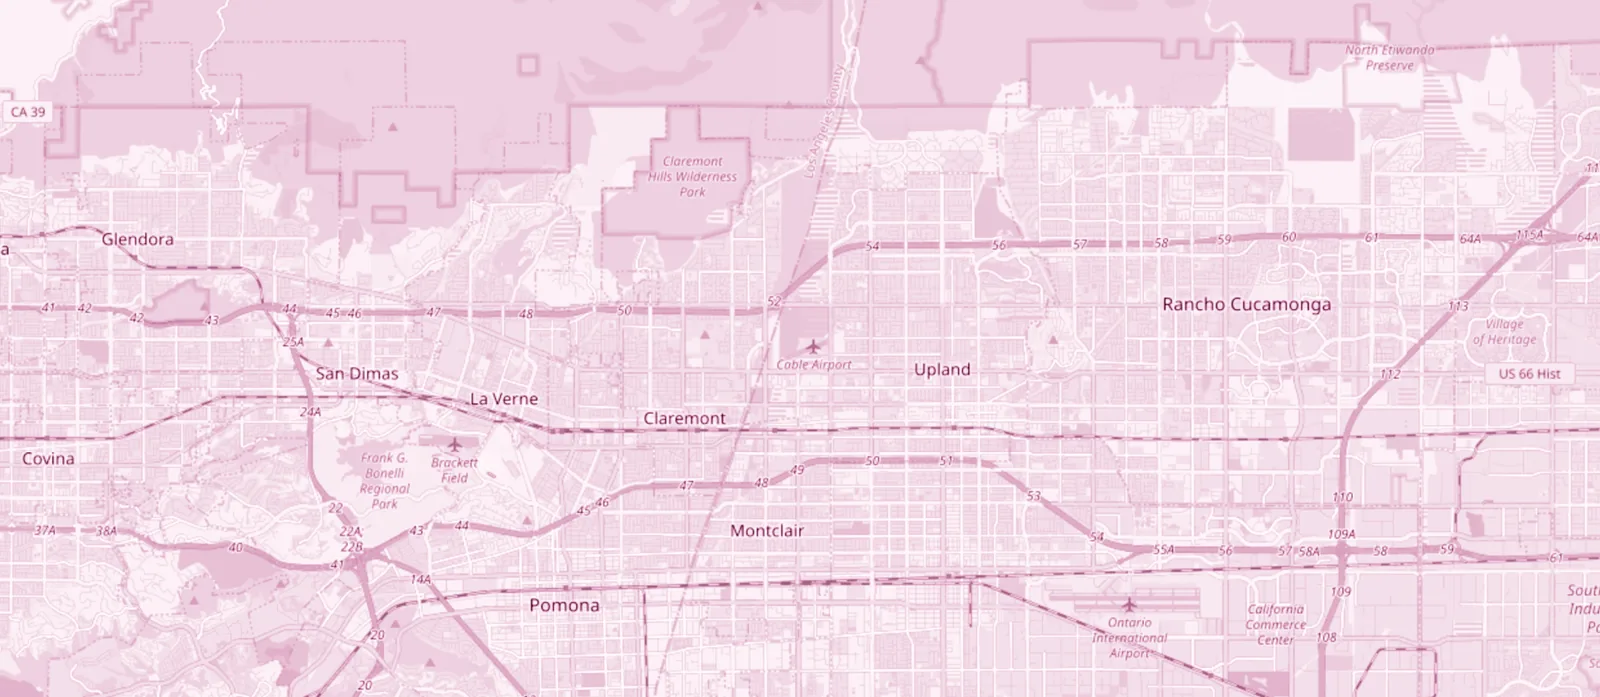 North Etiwanda
Preserve
CA 39
Los Angeles County
Claremont
Hills Wilderness
Park
Glendora
54
56
57
58
59
60
61
64A
115A
64A
41
42
42
43
44
45
46
47
48
50
52
113
Rancho Cucamonga
Village
of Heritage
25A
Cable Airport
Upland
San Dimas
112
US 66 Hist
La Verne
24A
Claremont
Covina
Frank G.
Bonelli
Regional
Park
Brackett
Field
47
48
49
50
51
53
110
22
45
46
37A
38A
40
22A
22B
41
43
44
Montclair
54
55A
56
57
58A
109A
58
59
61
14A
Pomona
109
Ontario
International
Airport
California
Commerce
Center
108
20
20